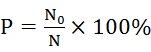 P = N₀/N × 100%